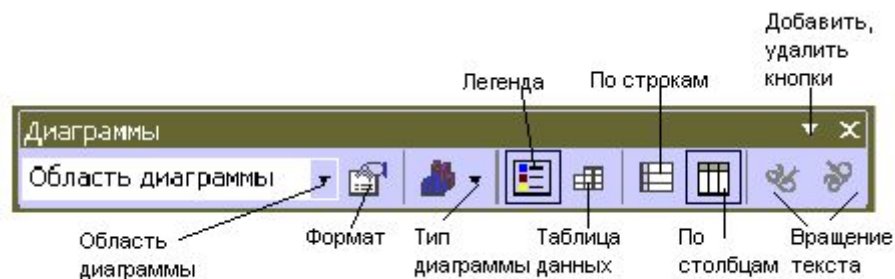 Добавить,
удалить
кнопки
Легенда
По строкам
Диаграммы
Область диаграммы
Область
диаграммы
Формат
Тип
диаграммы
Таблица
данных
По
столбцам
Вращение
текста